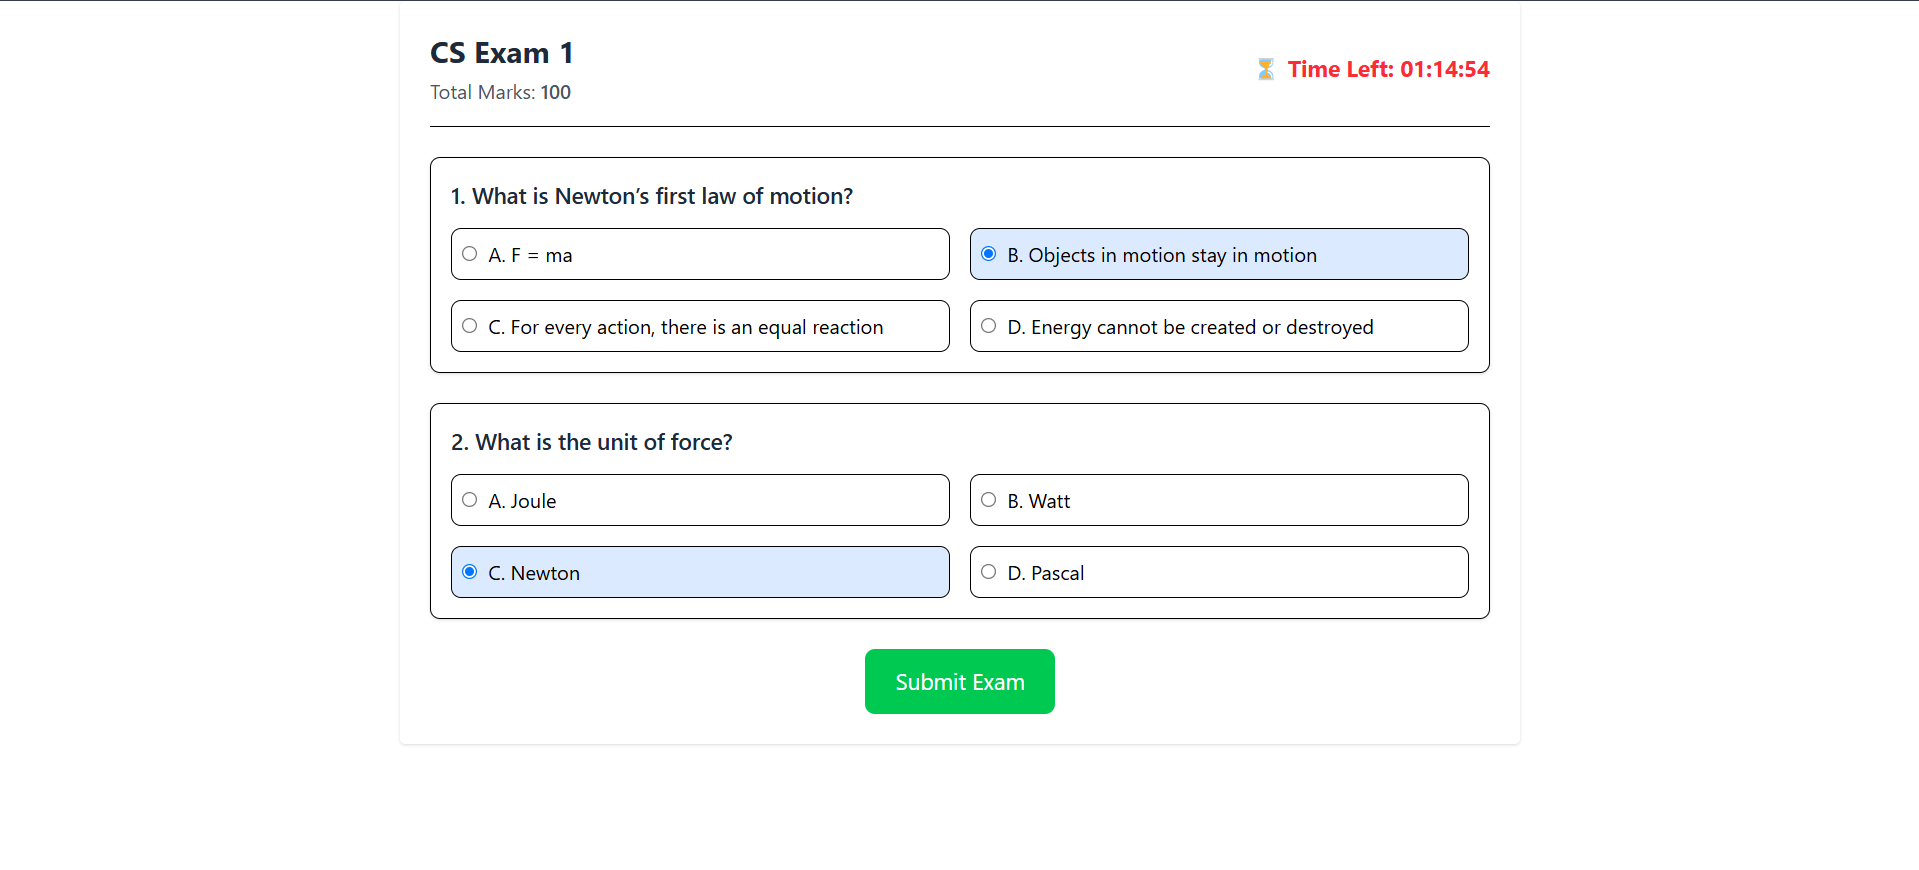 CS Exam 1
Total Marks: 100
⏳ Time Left: 01:14:54
1. What is Newton’s first law of motion?
A. F = ma
B. Objects in motion stay in motion
C. For every action, there is an equal reaction
D. Energy cannot be created or destroyed
2. What is the unit of force?
A. Joule
B. Watt
C. Newton
D. Pascal
Submit Exam